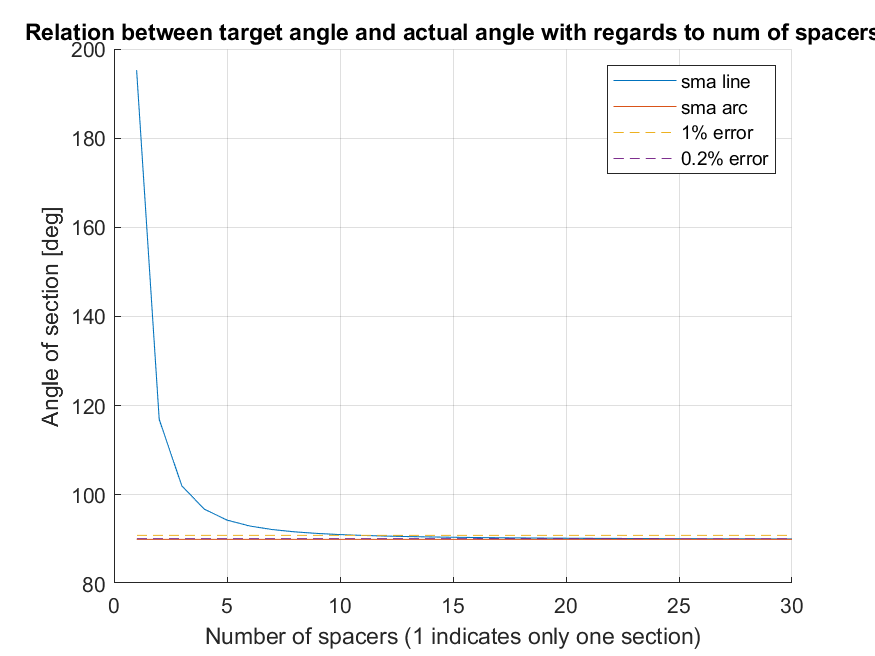 Relation between target angle and actual angle with regards to num of spacers
200
180
160
140
120
100
80
Angle of section [deg]
sma line
sma arc
1% error
0.2% error
0 5 10 15 20 25 30
Number of spacers (1 indicates only one section)